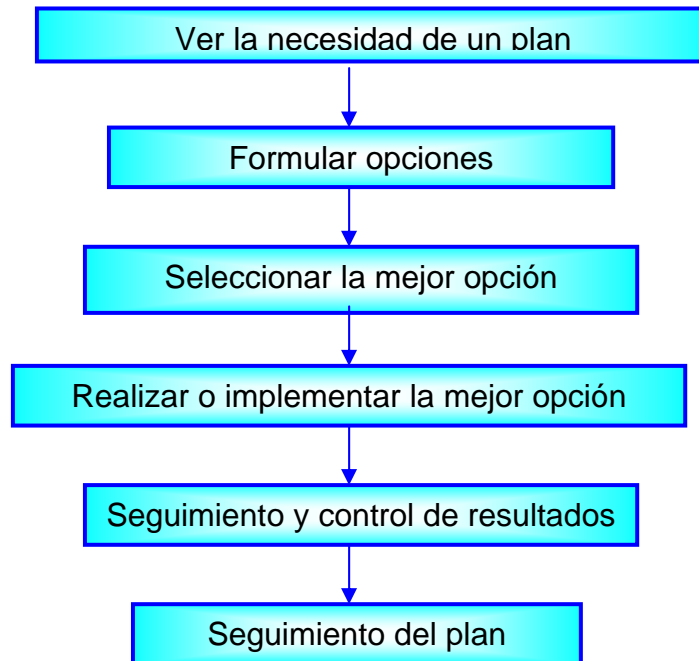 Ver la necesidad de un plan
Formular opciones
Seleccionar la mejor opción
Realizar o implementar la mejor opción
Seguimiento y control de resultados
Seguimiento del plan